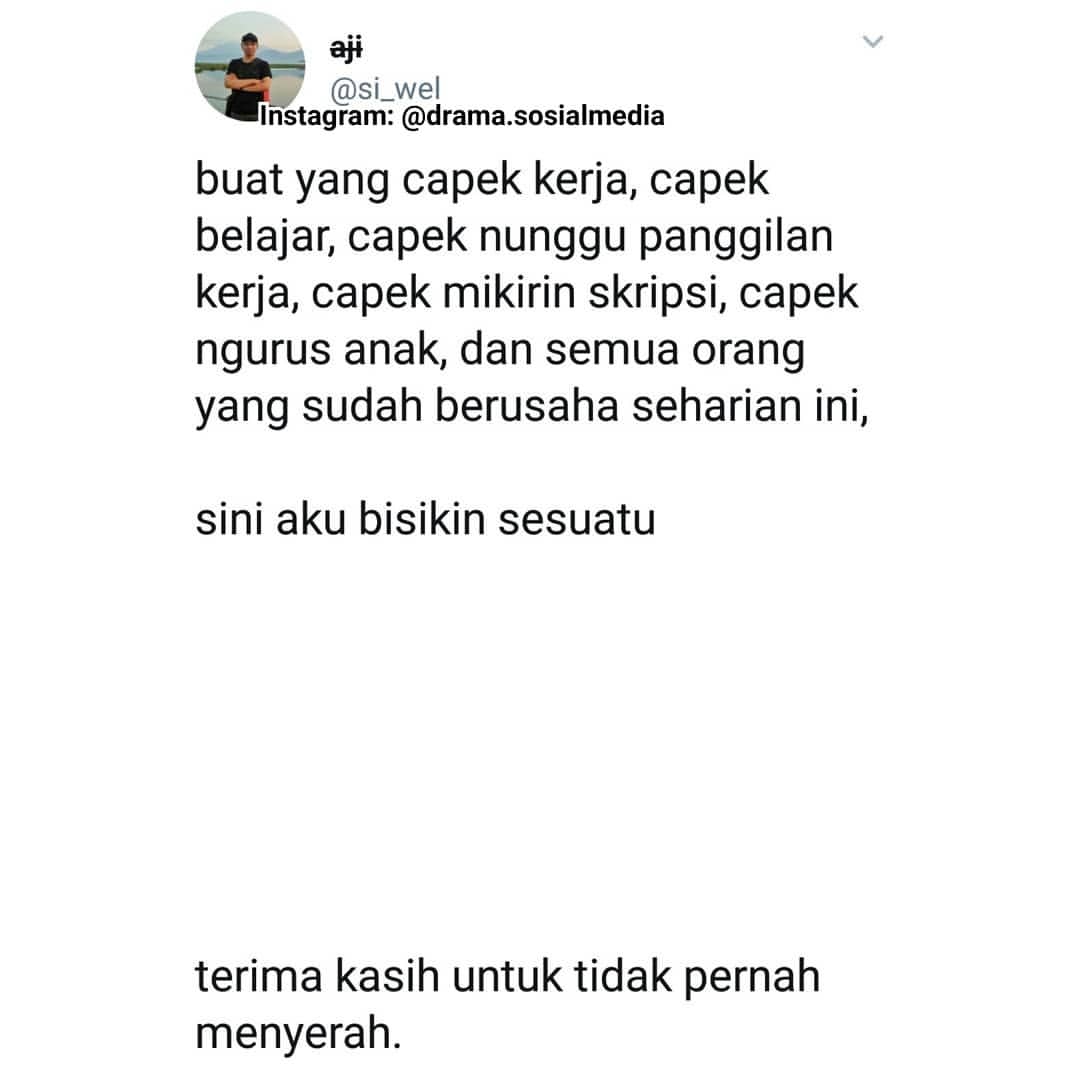 aji
@si_wel
Instagram: @drama.sosialmedia
buat yang capek kerja, capek
belajar, capek nunggu panggilan
kerja, capek mikirin skripsi, capek
ngurus anak, dan semua orang
yang sudah berusaha seharian ini,
sini aku bisikin sesuatu
terima kasih untuk tidak pernah
menyerah.